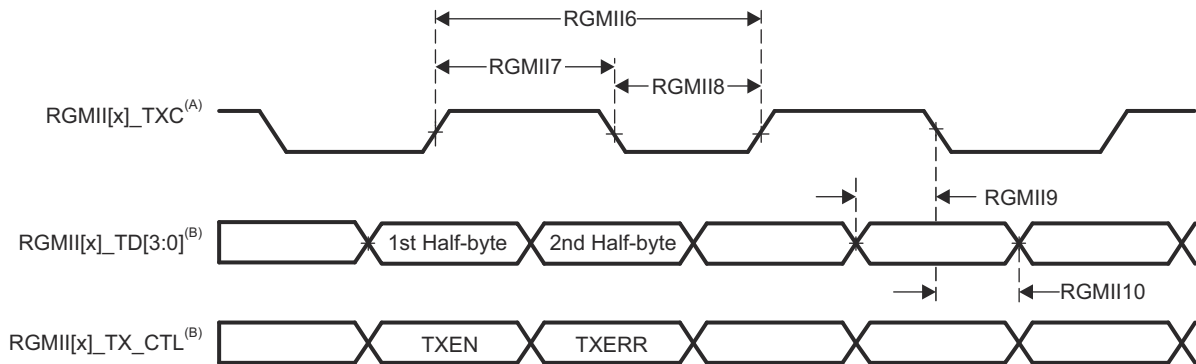 RGMII6
RGMII7
RGMII8
RGMII[x]_TXC(A)
RGMII9
RGMII[x]_TD[3:0](B)
1st Half-byte
2nd Half-byte
RGMII10
RGMII[x]_TX_CTL(B)
TXEN
TXERR